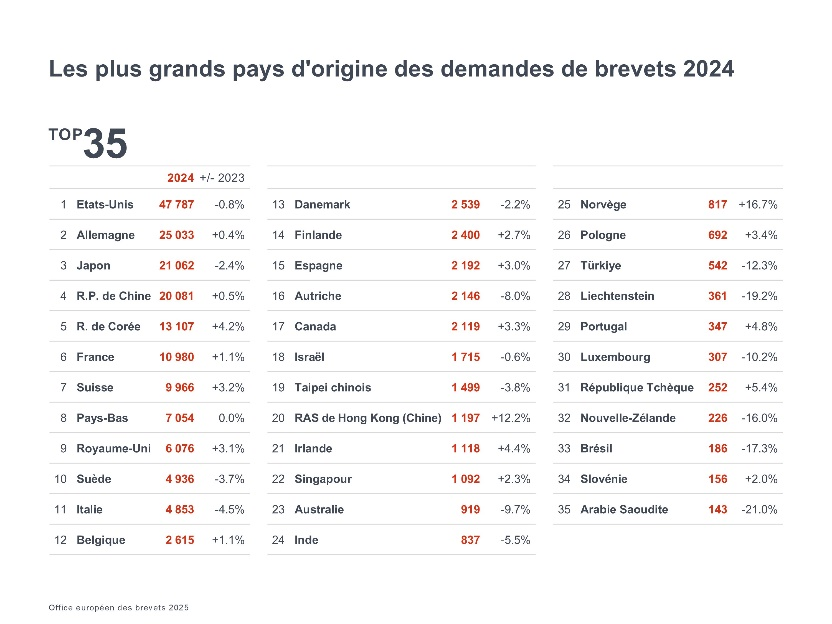 Les plus grands pays d'origine des demandes de brevets 2024
TOP35
2024 +/- 2023
1 Etats-Unis 47 787 -0.8%
2 Allemagne 25 033 +0.4%
3 Japon 21 062 -2.4%
4 R.P. de Chine 20 081 +0.5%
5 R. de Corée 13 107 +4.2%
6 France 10 980 +1.1%
7 Suisse 9 966 +3.2%
8 Pays-Bas 7 054 0.0%
9 Royaume-Uni 6 076 +3.1%
10 Suède 4 936 -3.7%
11 Italie 4 853 -4.5%
12 Belgique 2 615 +1.1%
13 Danemark 2 539 -2.2%
14 Finlande 2 400 +2.7%
15 Espagne 2 192 +3.0%
16 Autriche 2 146 -8.0%
17 Canada 2 119 +3.3%
18 Israël 1 715 -0.6%
19 Taipei chinois 1 499 -3.8%
20 RAS de Hong Kong (Chine) 1 197 +12.2%
21 Irlande 1 118 +4.4%
22 Singapour 1 092 +2.3%
23 Australie 919 -9.7%
24 Inde 837 -5.5%
25 Norvège 817 +16.7%
26 Pologne 692 +3.4%
27 Türkiye 542 -12.3%
28 Liechtenstein 361 -19.2%
29 Portugal 347 +4.8%
30 Luxembourg 307 -10.2%
31 République Tchèque 252 +5.4%
32 Nouvelle-Zélande 226 -16.0%
33 Brésil 186 -17.3%
34 Slovénie 156 +2.0%
35 Arabie Saoudite 143 -21.0%
Office européen des brevets 2025